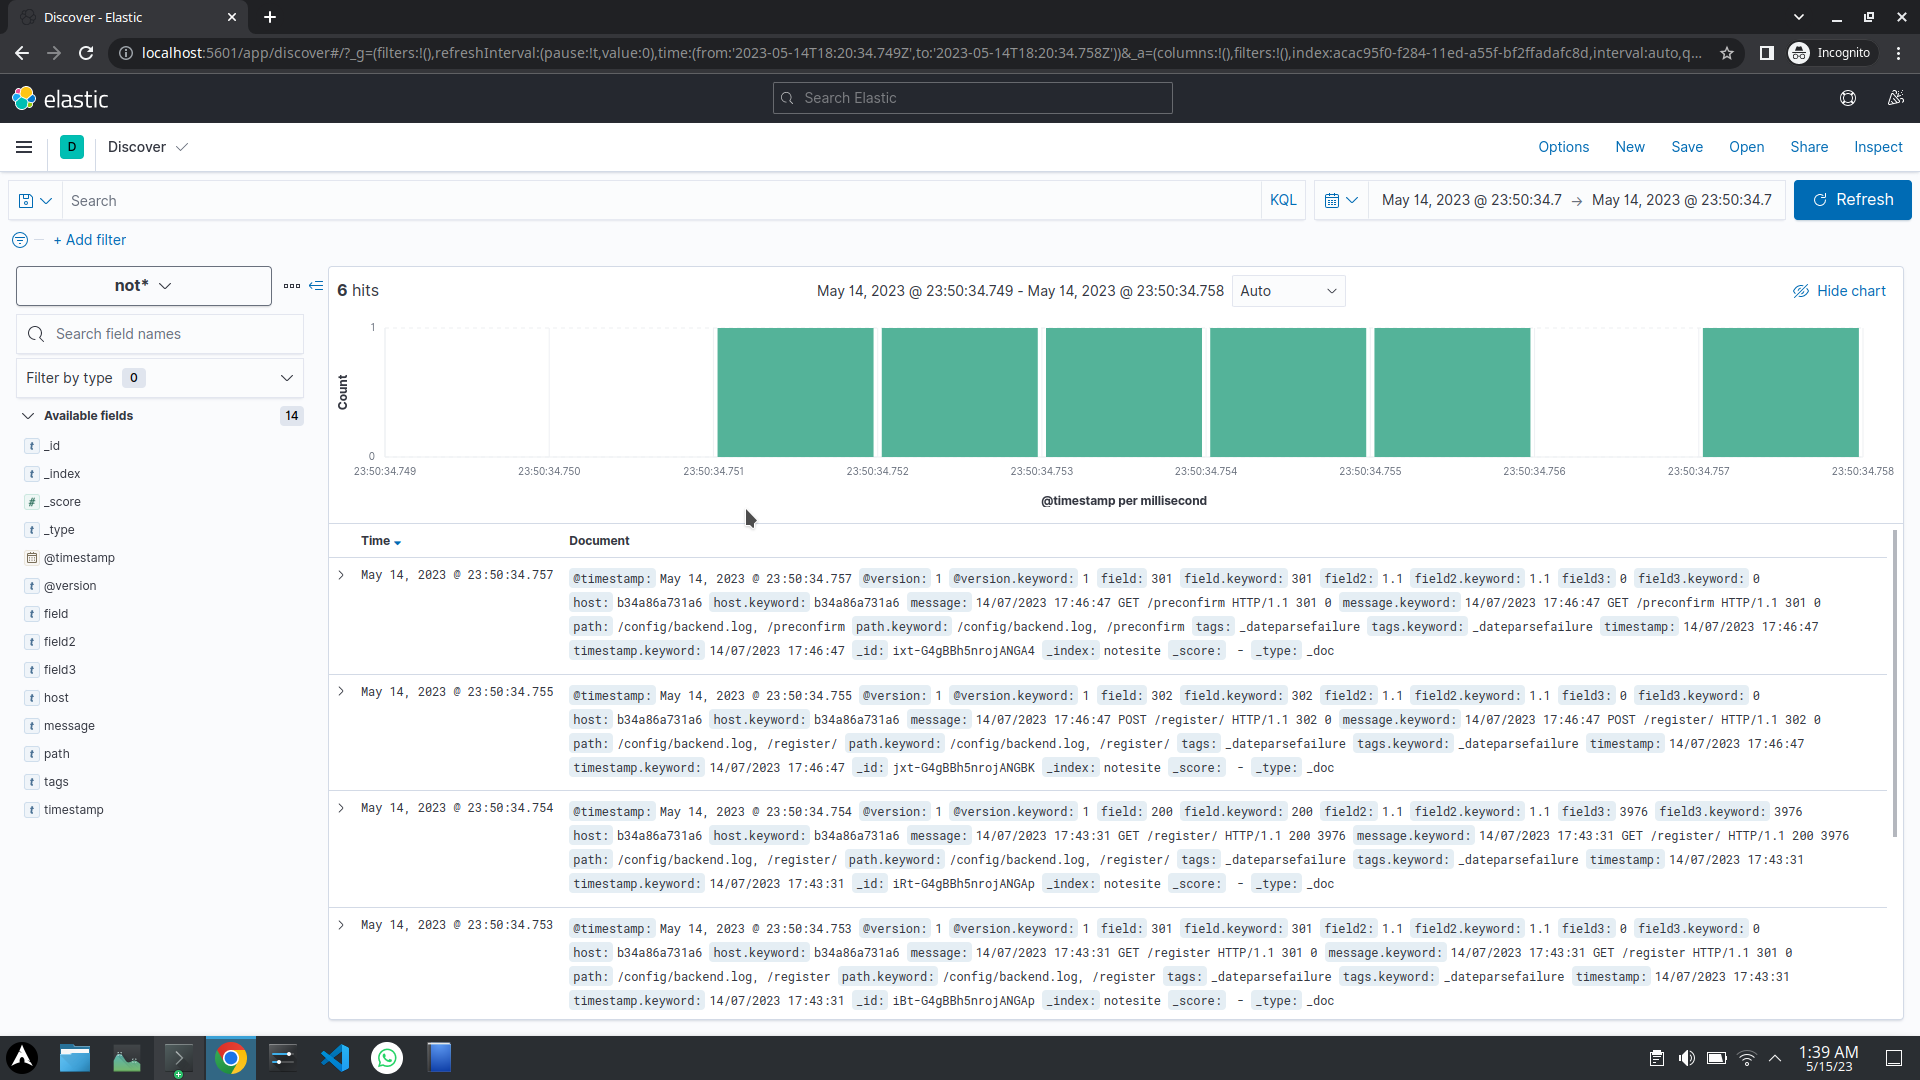 Discover - Elastic
localhost:5601/app/discover#/?_g=(filters:!(),refreshInterval:(pause:!t,value:0),time:(from:'2023-05-14T18:20:34.749Z',to:'2023-05-14T18:20:34.758Z'))&_a=(columns:!(),filters:!(),index:acac95f0-f284-11ed-a55f-bf2ffadafc8d,interval:auto,q...
Incognito
elastic
Search Elastic
D
Discover
Options New Save Open Share Inspect
Search
KQL
May 14, 2023 @ 23:50:34.7 → May 14, 2023 @ 23:50:34.7
Refresh
+ Add filter
not*
Search field names
Filter by type 0
Available fields 14
t _id
t _index
# _score
t _type
@timestamp
t @version
t field
t field2
t field3
t host
t message
t path
t tags
t timestamp
6 hits
May 14, 2023 @ 23:50:34.749 - May 14, 2023 @ 23:50:34.758
Auto
Hide chart
1
Count
0
23:50:34.749 23:50:34.750 23:50:34.751 23:50:34.752 23:50:34.753 23:50:34.754 23:50:34.755 23:50:34.756 23:50:34.757 23:50:34.758
@timestamp per millisecond
Time Document
May 14, 2023 @ 23:50:34.757
@timestamp: May 14, 2023 @ 23:50:34.757 @version: 1 @version.keyword: 1 field: 301 field.keyword: 301 field2: 1.1 field2.keyword: 1.1 field3: 0 field3.keyword: 0
host: b34a86a731a6 host.keyword: b34a86a731a6 message: 14/07/2023 17:46:47 GET /preconfirm HTTP/1.1 301 0 message.keyword: 14/07/2023 17:46:47 GET /preconfirm HTTP/1.1 301 0
path: /config/backend.log, /preconfirm path.keyword: /config/backend.log, /preconfirm tags: _dateparsefailure tags.keyword: _dateparsefailure timestamp: 14/07/2023 17:46:47
timestamp.keyword: 14/07/2023 17:46:47 _id: ixt-G4gBBh5nrojANGA4 _index: notesite _score: - _type: _doc
May 14, 2023 @ 23:50:34.755
@timestamp: May 14, 2023 @ 23:50:34.755 @version: 1 @version.keyword: 1 field: 302 field.keyword: 302 field2: 1.1 field2.keyword: 1.1 field3: 0 field3.keyword: 0
host: b34a86a731a6 host.keyword: b34a86a731a6 message: 14/07/2023 17:46:47 POST /register/ HTTP/1.1 302 0 message.keyword: 14/07/2023 17:46:47 POST /register/ HTTP/1.1 302 0
path: /config/backend.log, /register/ path.keyword: /config/backend.log, /register/ tags: _dateparsefailure tags.keyword: _dateparsefailure timestamp: 14/07/2023 17:46:47
timestamp.keyword: 14/07/2023 17:46:47 _id: jxt-G4gBBh5nrojANGBK _index: notesite _score: - _type: _doc
May 14, 2023 @ 23:50:34.754
@timestamp: May 14, 2023 @ 23:50:34.754 @version: 1 @version.keyword: 1 field: 200 field.keyword: 200 field2: 1.1 field2.keyword: 1.1 field3: 3976 field3.keyword: 3976
host: b34a86a731a6 host.keyword: b34a86a731a6 message: 14/07/2023 17:43:31 GET /register/ HTTP/1.1 200 3976 message.keyword: 14/07/2023 17:43:31 GET /register/ HTTP/1.1 200 3976
path: /config/backend.log, /register/ path.keyword: /config/backend.log, /register/ tags: _dateparsefailure tags.keyword: _dateparsefailure timestamp: 14/07/2023 17:43:31
timestamp.keyword: 14/07/2023 17:43:31 _id: iRt-G4gBBh5nrojANGAp _index: notesite _score: - _type: _doc
May 14, 2023 @ 23:50:34.753
@timestamp: May 14, 2023 @ 23:50:34.753 @version: 1 @version.keyword: 1 field: 301 field.keyword: 301 field2: 1.1 field2.keyword: 1.1 field3: 0 field3.keyword: 0
host: b34a86a731a6 host.keyword: b34a86a731a6 message: 14/07/2023 17:43:31 GET /register HTTP/1.1 301 0 message.keyword: 14/07/2023 17:43:31 GET /register HTTP/1.1 301 0
path: /config/backend.log, /register path.keyword: /config/backend.log, /register tags: _dateparsefailure tags.keyword: _dateparsefailure timestamp: 14/07/2023 17:43:31
timestamp.keyword: 14/07/2023 17:43:31 _id: iBt-G4gBBh5nrojANGAp _index: notesite _score: - _type: _doc
1:39 AM
5/15/23